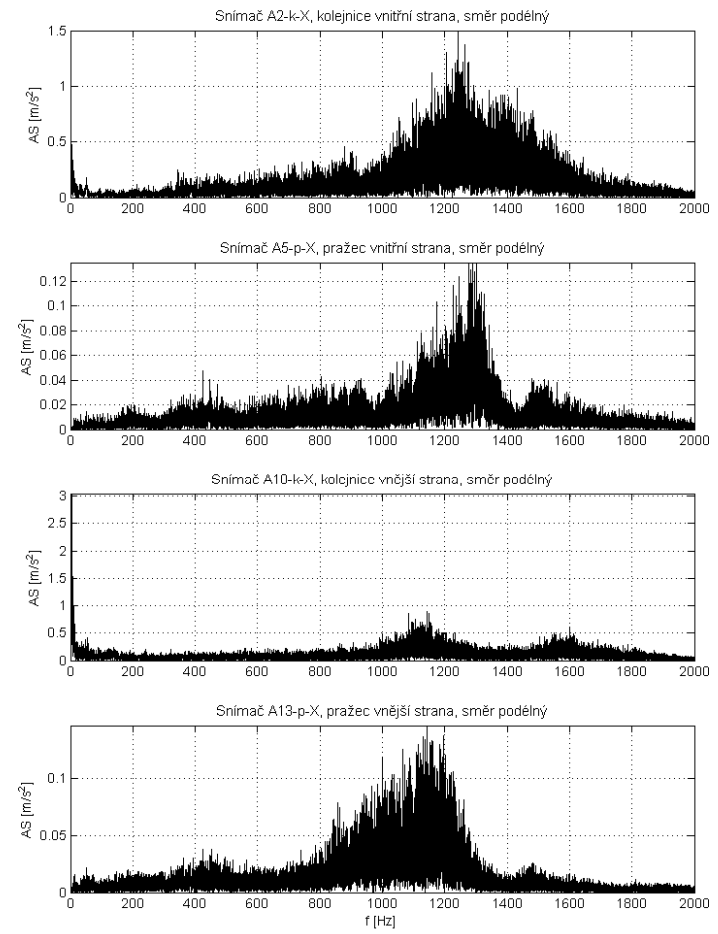 Snímač A2-k-X, kolejnice vnitřní strana, směr podélný
1.5
1
0.5
0
AS [m/s²]
0 200 400 600 800 1000 1200 1400 1600 1800 2000
Snímač A5-p-X, pražec vnitřní strana, směr podélný
0.12
0.1
0.08
0.06
0.04
0.02
0
AS [m/s²]
0 200 400 600 800 1000 1200 1400 1600 1800 2000
Snímač A10-k-X, kolejnice vnější strana, směr podélný
3
2.5
2
1.5
1
0.5
0
AS [m/s²]
0 200 400 600 800 1000 1200 1400 1600 1800 2000
Snímač A13-p-X, pražec vnější strana, směr podélný
0.1
0.05
0
AS [m/s²]
0 200 400 600 800 1000 1200 1400 1600 1800 2000
f [Hz]